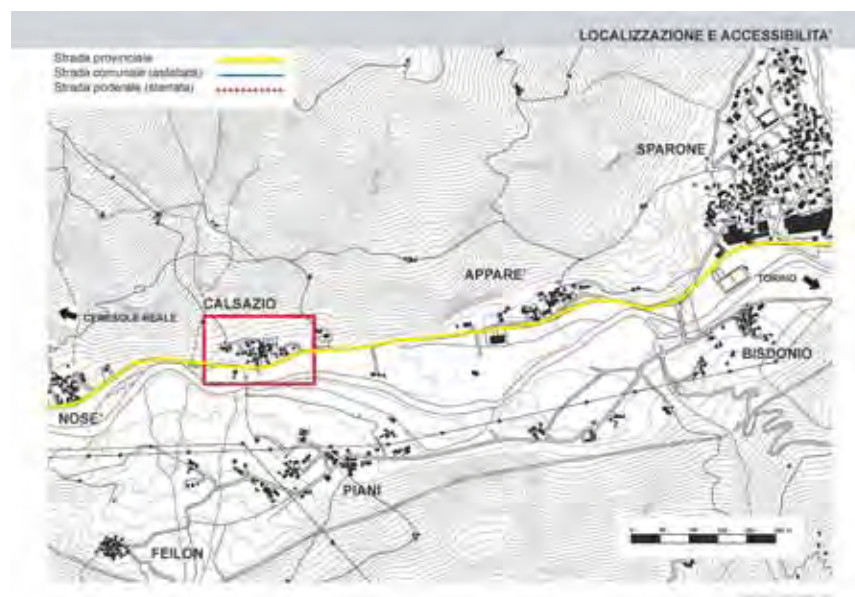 LOCALIZZAZIONE E ACCESSIBILITA'
Strada provinciale
Strada comunale (asfaltata)
Strada poderale (sterrata)
SPARONE
APPARE'
TORINO
CALSAZIO
CERESOLE REALE
BISDONIO
NOSE'
PIANI
FEILON
0